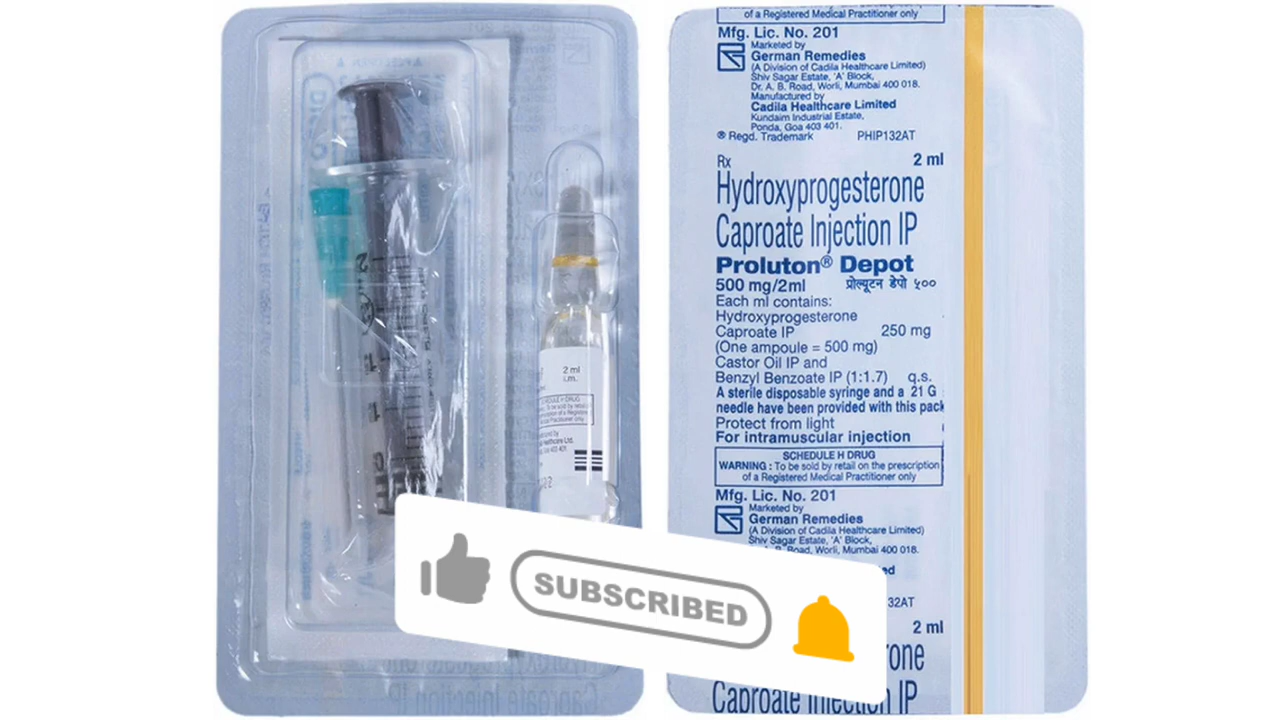 2 ml
i.m.
of a Registered Medical Practitioner only
Mfg. Lic. No. 201
Marketed by
German Remedies
(A Division of Cadila Healthcare Limited)
Shiv Sagar Estate, 'A' Block,
Dr. A. B. Road, Worli, Mumbai 400 018.
Manufactured by
Cadila Healthcare Limited
Kundaim Industrial Estate,
Ponda, Goa 403 401.
® Regd. Trademark PHIP132AT
Rx 2 ml
Hydroxyprogesterone
Caproate Injection IP
Proluton® Depot
500 mg/2ml प्रोल्यूटन डेपो ५००
Each ml contains:
Hydroxyprogesterone
Caproate IP 250 mg
(One ampoule = 500 mg)
Castor Oil IP and
Benzyl Benzoate IP (1:1.7) q.s.
A sterile disposable syringe and a 21 G
needle have been provided with this pack
Protect from light
For intramuscular injection
SCHEDULE H DRUG
WARNING : To be sold by retail on the prescription
of a Registered Medical Practitioner only
Mfg. Lic. No. 201
Marketed by
German Remedies
(A Division of Cadila Healthcare Limited)
Shiv Sagar Estate, 'A' Block,
Road, Worli, Mumbai 400 018.
ed
32AT
2 ml
rone
Caproate Injection IP
SUBSCRIBED